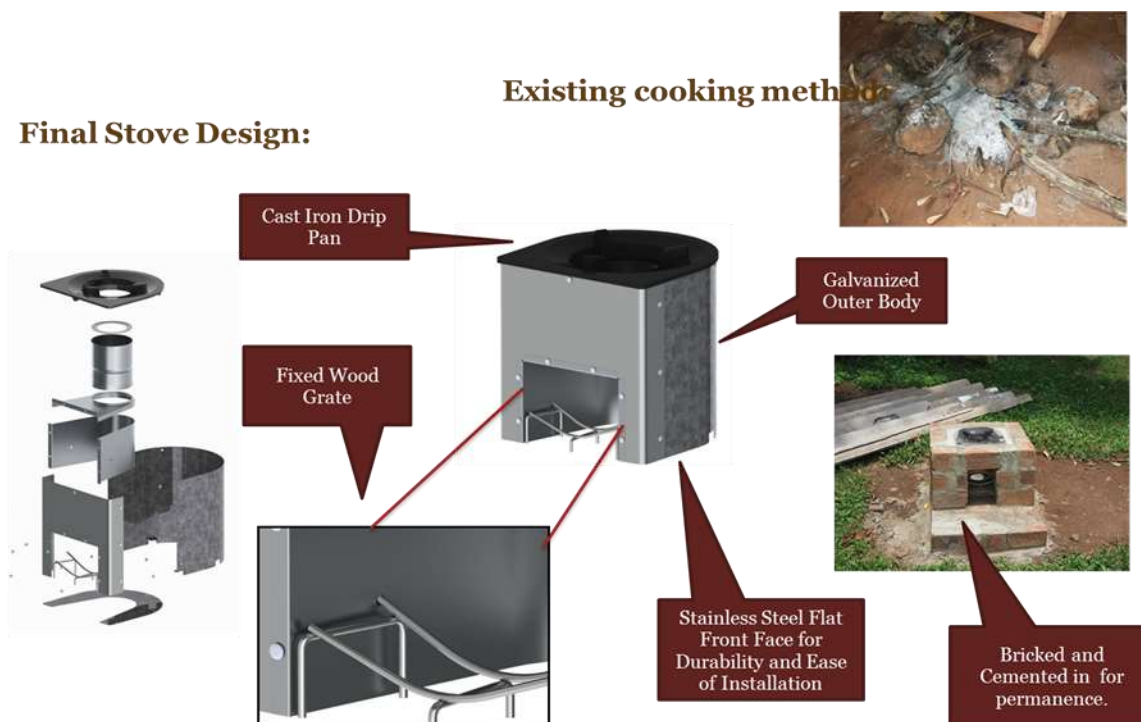 Existing cooking method:
Final Stove Design:
Cast Iron Drip
Pan
Galvanized
Outer Body
Fixed Wood
Grate
Stainless Steel Flat
Front Face for
Durability and Ease
of Installation
Bricked and
Cemented in for
permanence.